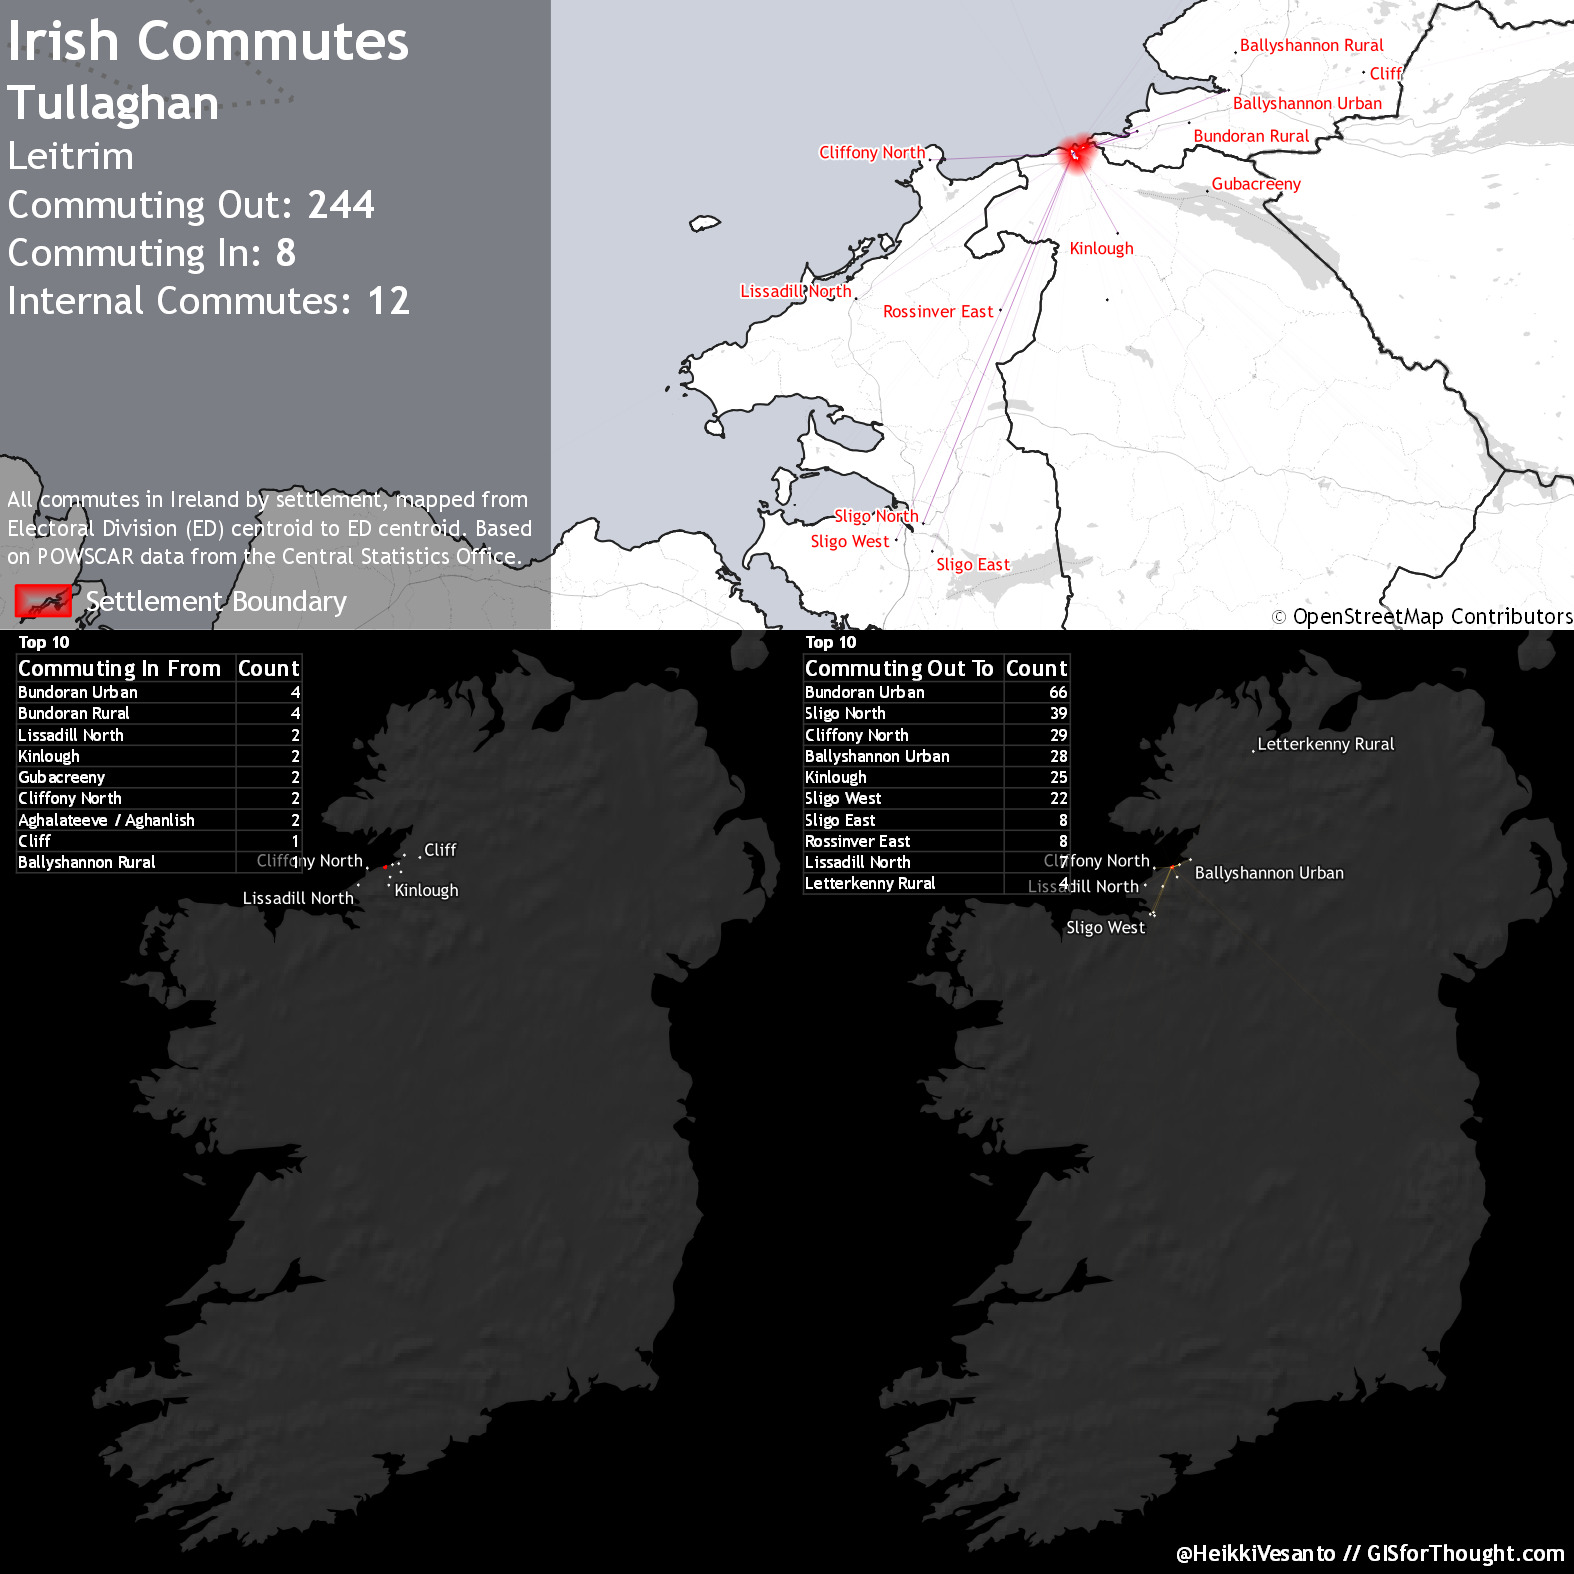 Irish Commutes
Tullaghan
Leitrim
Commuting Out: 244
Commuting In: 8
Internal Commutes: 12
All commutes in Ireland by settlement, mapped from
Electoral Division (ED) centroid to ED centroid. Based
on POWSCAR data from the Central Statistics Office.
Settlement Boundary
Ballyshannon Rural
Cliff
Ballyshannon Urban
Bundoran Rural
Cliffony North
Gubacreeny
Kinlough
Lissadill North
Rossinver East
Sligo North
Sligo West
Sligo East
© OpenStreetMap Contributors
Top 10
Commuting In From Count
Bundoran Urban 4
Bundoran Rural 4
Lissadill North 2
Kinlough 2
Gubacreeny 2
Cliffony North 2
Aghalateeve / Aghanlish 2
Cliff 1
Ballyshannon Rural 1
Cliff
Cliffony North
Kinlough
Lissadill North
Top 10
Commuting Out To Count
Bundoran Urban 66
Sligo North 39
Cliffony North 29
Ballyshannon Urban 28
Kinlough 25
Sligo West 22
Sligo East 8
Rossinver East 8
Lissadill North 7
Letterkenny Rural 4
Letterkenny Rural
Cliffony North
Ballyshannon Urban
Lissadill North
Sligo West
@HeikkiVesanto // GISforThought.com